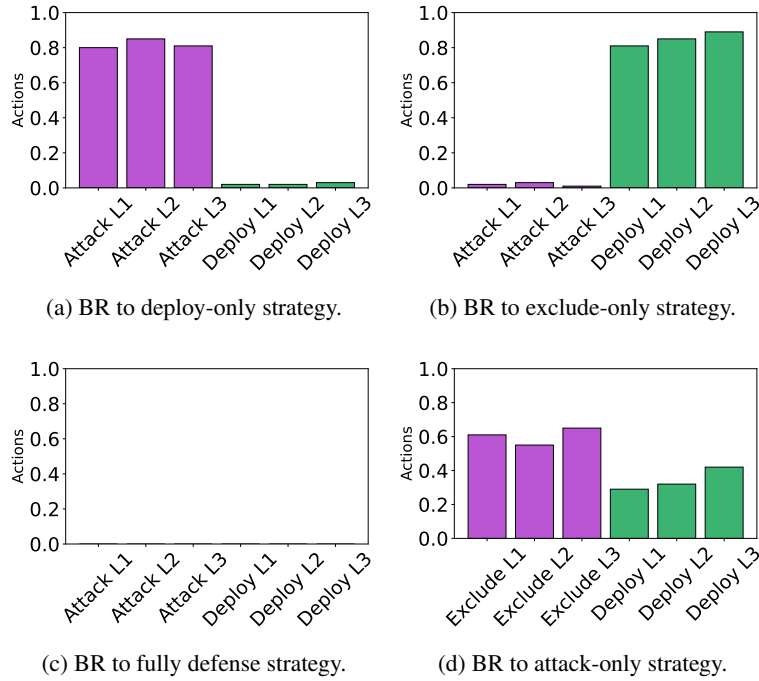 Actions
1.0
0.8
0.6
0.4
0.2
0.0
Attack L1
Attack L2
Attack L3
Deploy L1
Deploy L2
Deploy L3
(a) BR to deploy-only strategy.
Actions
1.0
0.8
0.6
0.4
0.2
0.0
Attack L1
Attack L2
Attack L3
Deploy L1
Deploy L2
Deploy L3
(b) BR to exclude-only strategy.
Actions
1.0
0.8
0.6
0.4
0.2
0.0
Attack L1
Attack L2
Attack L3
Deploy L1
Deploy L2
Deploy L3
(c) BR to fully defense strategy.
Actions
1.0
0.8
0.6
0.4
0.2
0.0
Exclude L1
Exclude L2
Exclude L3
Deploy L1
Deploy L2
Deploy L3
(d) BR to attack-only strategy.